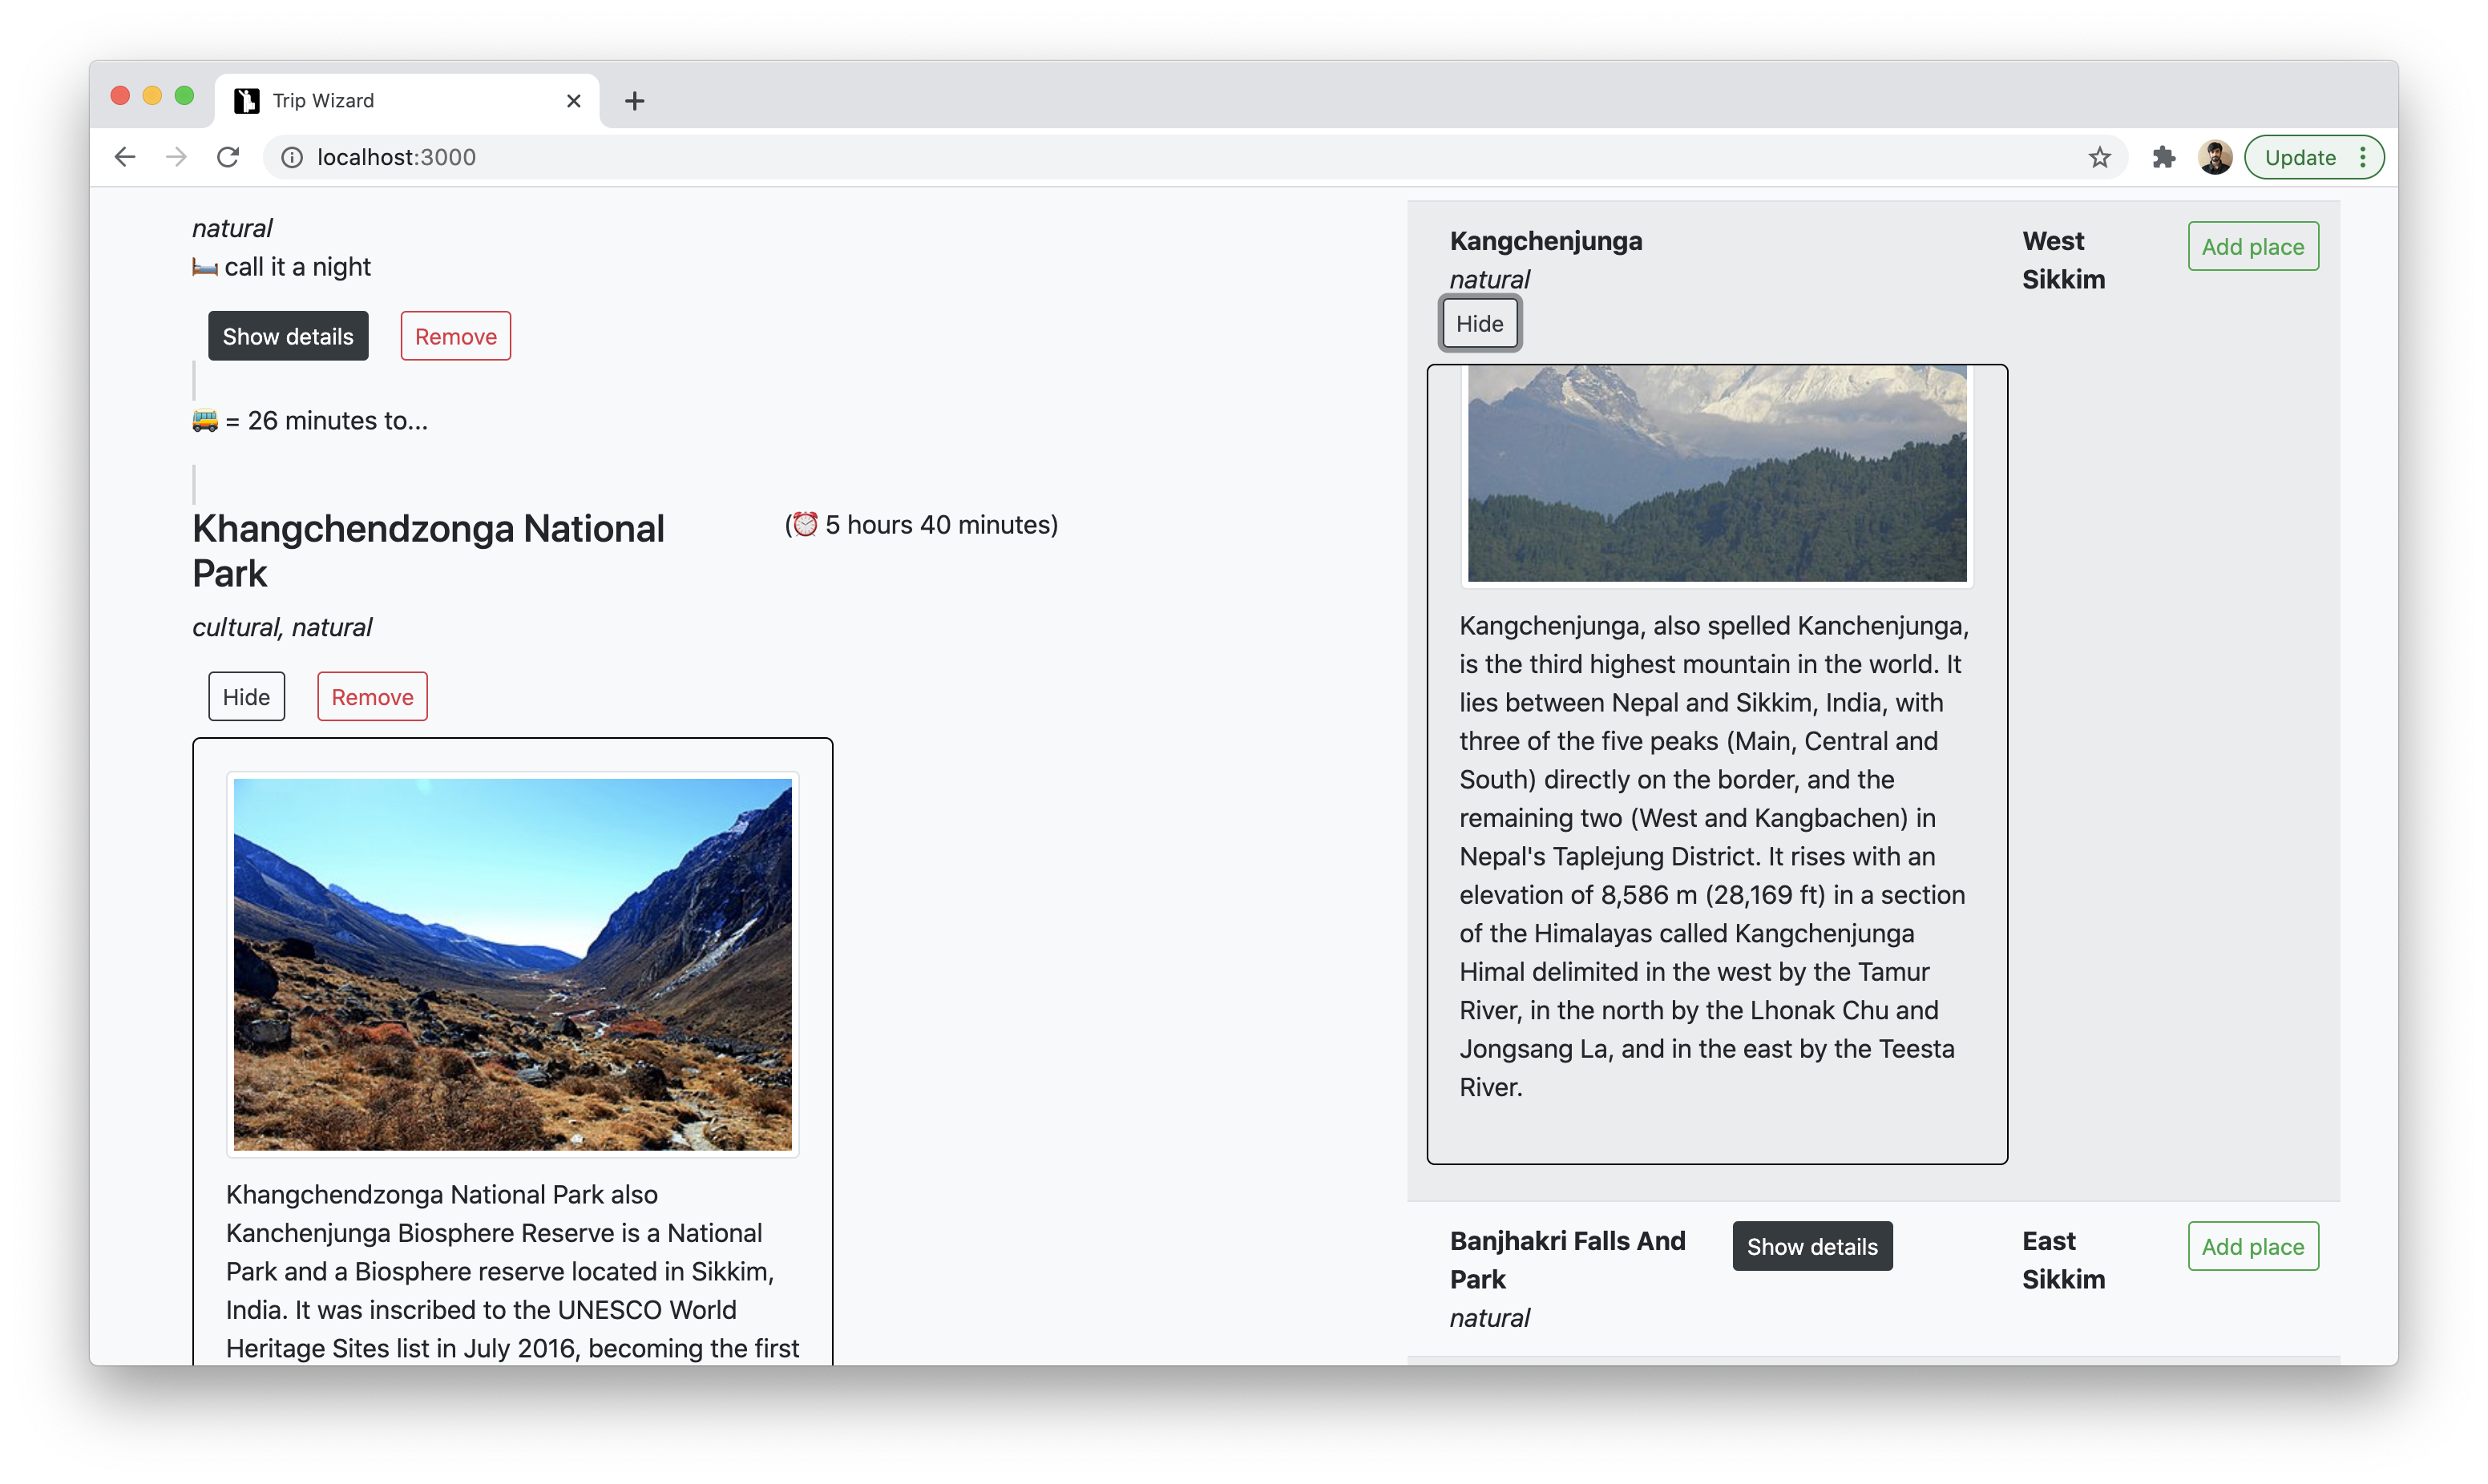 Trip Wizard
localhost:3000
Update
natural
🛏️ call it a night
Show details Remove
🚐 = 26 minutes to...
Khangchendzonga National
Park
(⏰ 5 hours 40 minutes)
cultural, natural
Hide Remove
Khangchendzonga National Park also
Kanchenjunga Biosphere Reserve is a National
Park and a Biosphere reserve located in Sikkim,
India. It was inscribed to the UNESCO World
Heritage Sites list in July 2016, becoming the first
Kangchenjunga
natural
Hide
West
Sikkim
Add place
Kangchenjunga, also spelled Kanchenjunga,
is the third highest mountain in the world. It
lies between Nepal and Sikkim, India, with
three of the five peaks (Main, Central and
South) directly on the border, and the
remaining two (West and Kangbachen) in
Nepal's Taplejung District. It rises with an
elevation of 8,586 m (28,169 ft) in a section
of the Himalayas called Kangchenjunga
Himal delimited in the west by the Tamur
River, in the north by the Lhonak Chu and
Jongsang La, and in the east by the Teesta
River.
Banjhakri Falls And
Park
natural
Show details
East
Sikkim
Add place